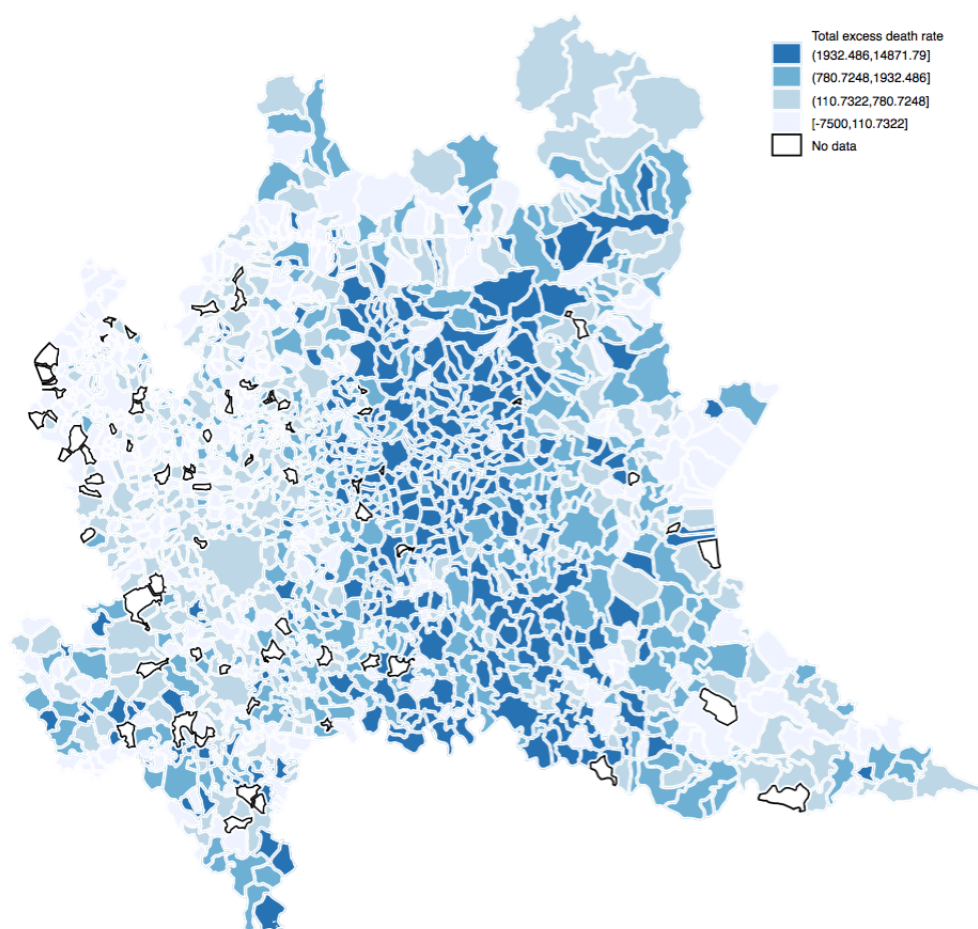 Total excess death rate
(1932.486,14871.79]
(780.7248,1932.486]
(110.7322,780.7248]
[-7500,110.7322]
No data